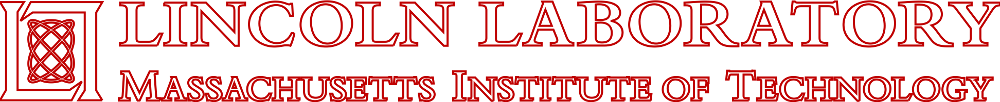 LINCOLN LABORATORY
MASSACHUSETTS INSTITUTE OF TECHNOLOGY